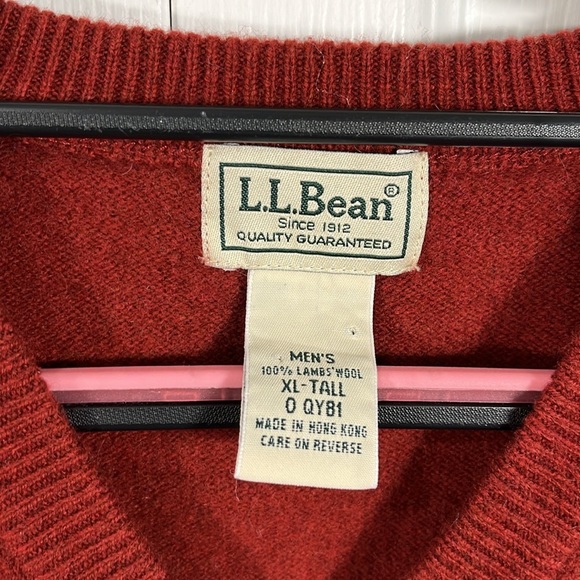 L.L.Bean®
Since 1912
QUALITY GUARANTEED
MEN'S
100% LAMBS' WOOL
XL-TALL
0 QY81
MADE IN HONG KONG
CARE ON REVERSE